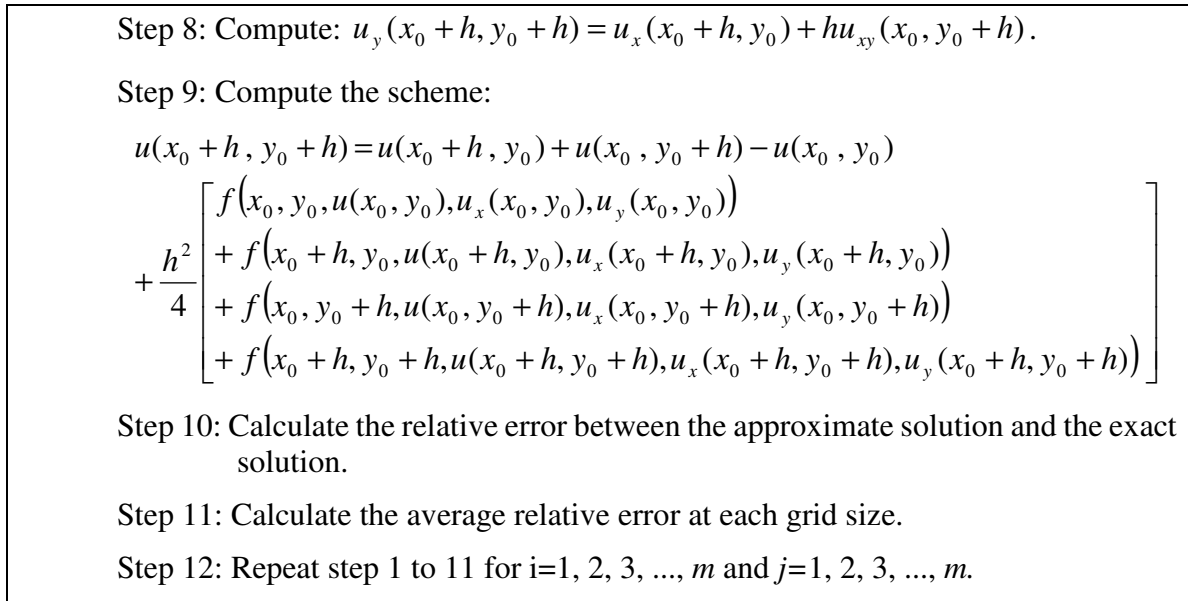 Step 8: Compute: u_y(x_0 + h, y_0 + h) = u_x(x_0 + h, y_0) + hu_{xy}(x_0, y_0 + h).
Step 9: Compute the scheme:
u(x_0 + h , y_0 + h) = u(x_0 + h , y_0) + u(x_0 , y_0 + h) − u(x_0 , y_0)
f(x_0, y_0, u(x_0, y_0), u_x(x_0, y_0), u_y(x_0, y_0))
+ h^2/4 [ + f(x_0 + h, y_0, u(x_0 + h, y_0), u_x(x_0 + h, y_0), u_y(x_0 + h, y_0))
+ f(x_0, y_0 + h, u(x_0, y_0 + h), u_x(x_0, y_0 + h), u_y(x_0, y_0 + h))
+ f(x_0 + h, y_0 + h, u(x_0 + h, y_0 + h), u_x(x_0 + h, y_0 + h), u_y(x_0 + h, y_0 + h)) ]
Step 10: Calculate the relative error between the approximate solution and the exact
solution.
Step 11: Calculate the average relative error at each grid size.
Step 12: Repeat step 1 to 11 for i=1, 2, 3, ..., m and j=1, 2, 3, ..., m.